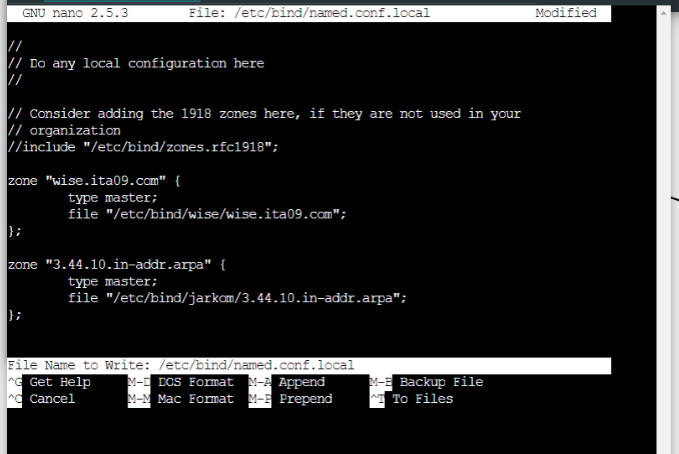 GNU nano 2.5.3 File: /etc/bind/named.conf.local Modified
//
// Do any local configuration here
//
// Consider adding the 1918 zones here, if they are not used in your
// organization
//include "/etc/bind/zones.rfc1918";
zone "wise.ita09.com" {
type master;
file "/etc/bind/wise/wise.ita09.com";
};
zone "3.44.10.in-addr.arpa" {
type master;
file "/etc/bind/jarkom/3.44.10.in-addr.arpa";
};
File Name to Write: /etc/bind/named.conf.local
^G Get Help M-D DOS Format M-A Append M-B Backup File
^C Cancel M-M Mac Format M-P Prepend ^T To Files